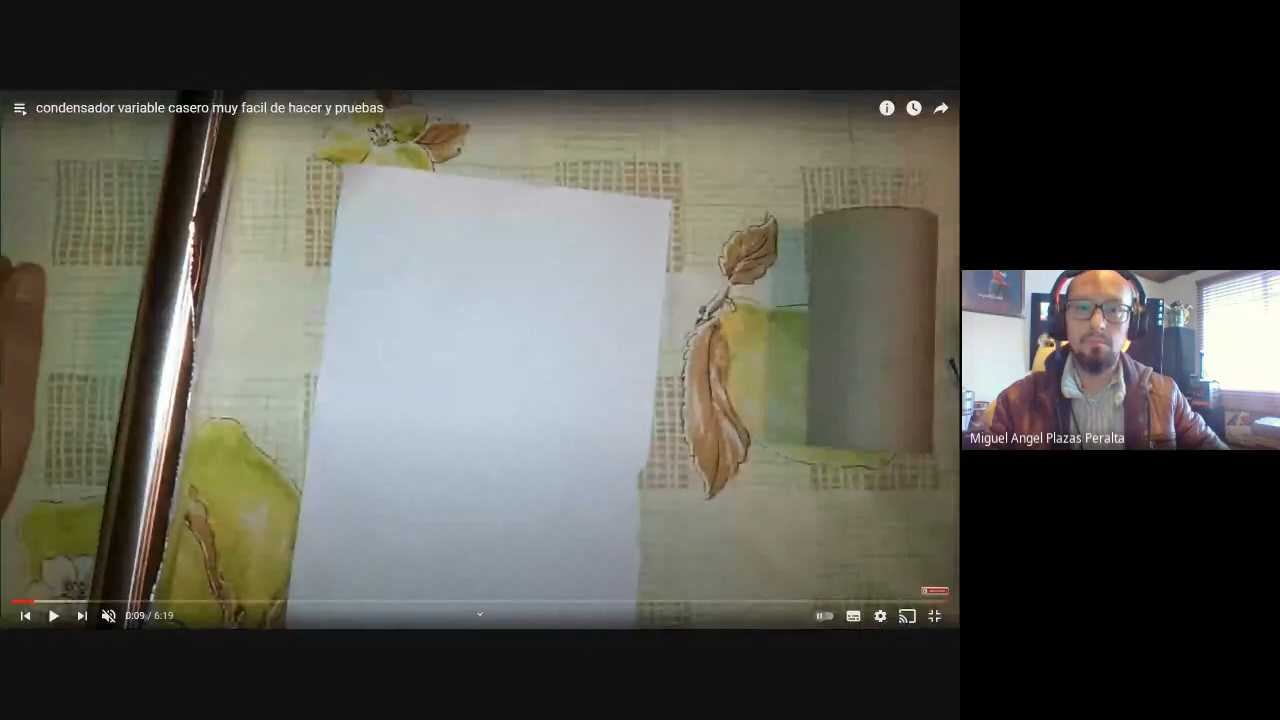 condensador variable casero muy facil de hacer y pruebas
Miguel Angel Plazas Peralta
0:09 / 6:19